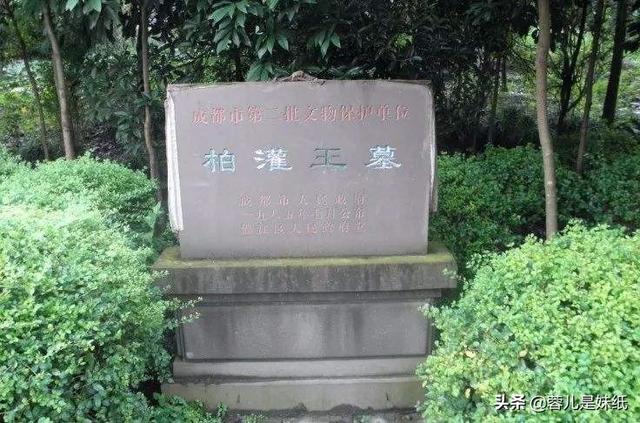 成都市第二批文物保护单位
柏灌王墓
成都市人民政府
一九八五年七月公布
温江区人民政府立
头条 @蓉儿是妹纸